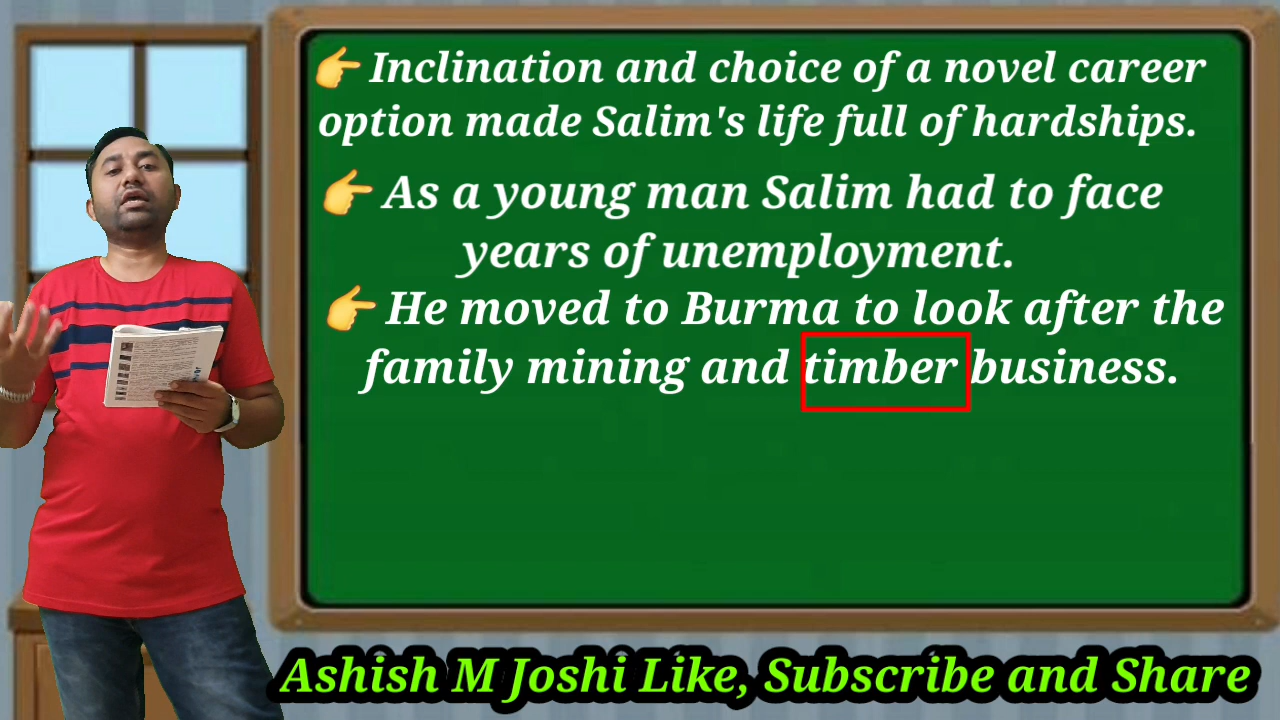 👉 Inclination and choice of a novel career
option made Salim's life full of hardships.
👉 As a young man Salim had to face
years of unemployment.
👉 He moved to Burma to look after the
family mining and timber business.
Ashish M Joshi Like, Subscribe and Share